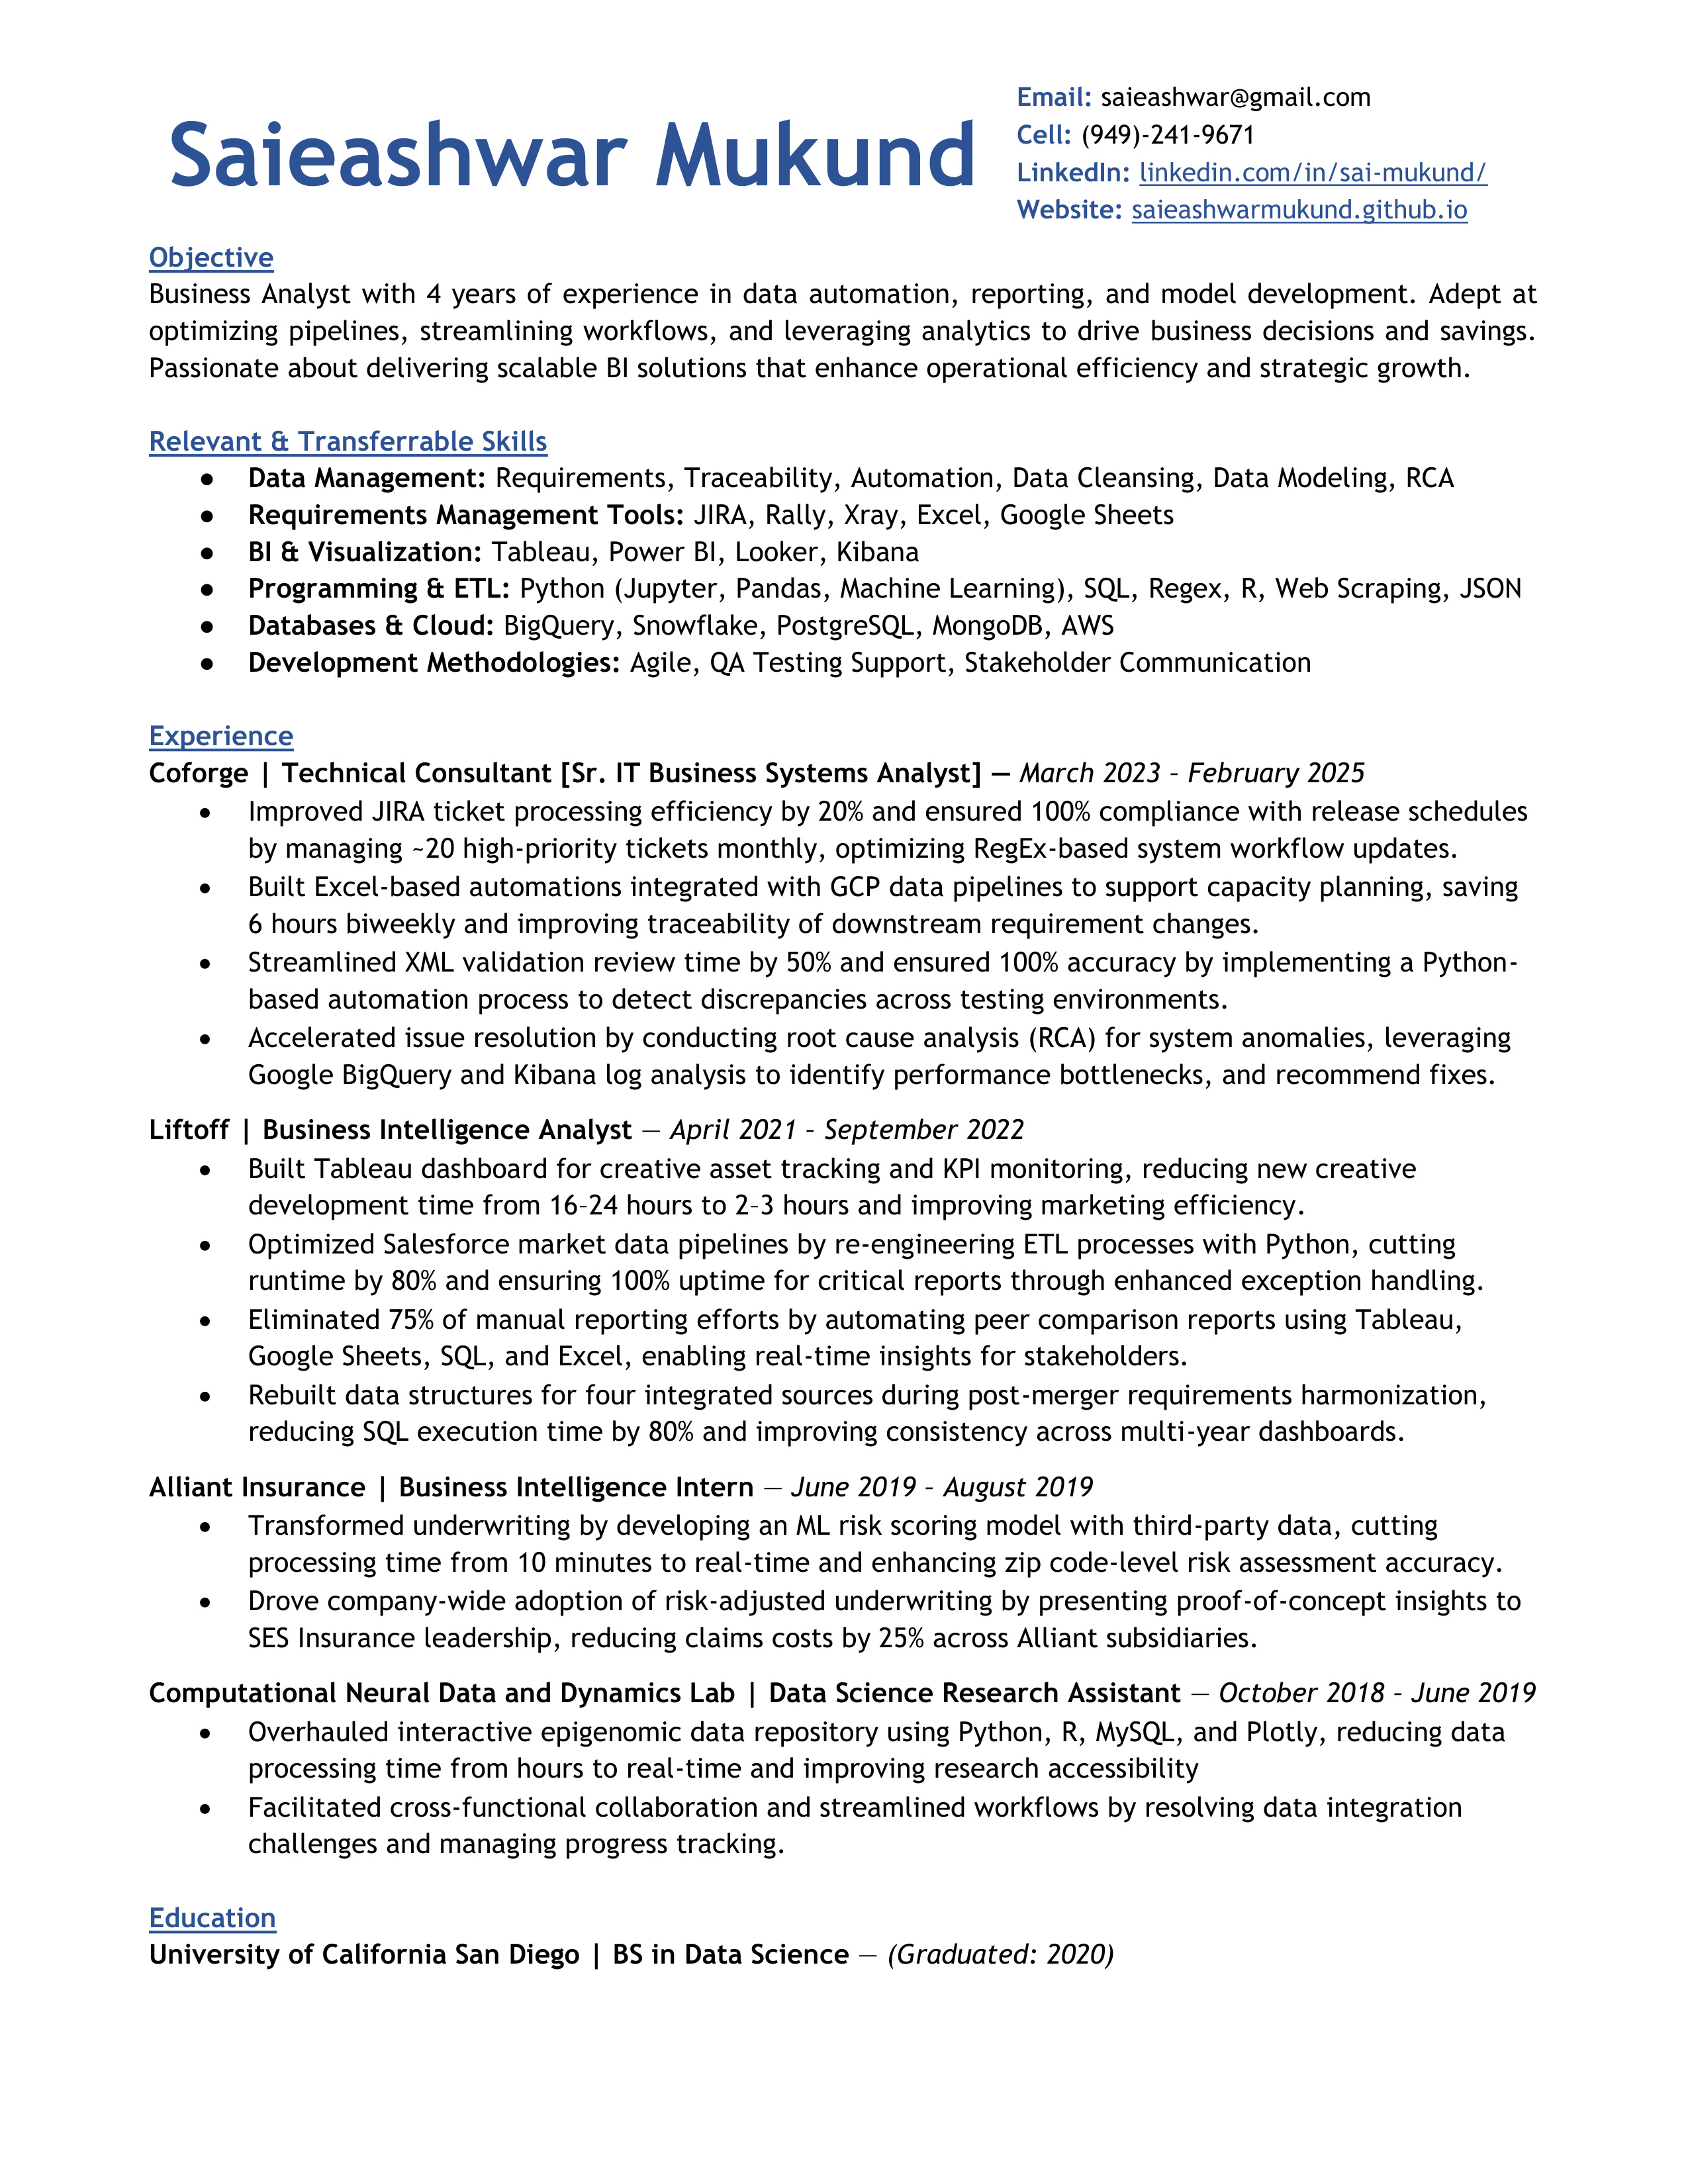 Saieashwar Mukund
Email: saieashwar@gmail.com
Cell: (949)-241-9671
LinkedIn: linkedin.com/in/sai-mukund/
Website: saieashwarmukund.github.io
Objective
Business Analyst with 4 years of experience in data automation, reporting, and model development. Adept at
optimizing pipelines, streamlining workflows, and leveraging analytics to drive business decisions and savings.
Passionate about delivering scalable BI solutions that enhance operational efficiency and strategic growth.
Relevant & Transferrable Skills
● Data Management: Requirements, Traceability, Automation, Data Cleansing, Data Modeling, RCA
● Requirements Management Tools: JIRA, Rally, Xray, Excel, Google Sheets
● BI & Visualization: Tableau, Power BI, Looker, Kibana
● Programming & ETL: Python (Jupyter, Pandas, Machine Learning), SQL, Regex, R, Web Scraping, JSON
● Databases & Cloud: BigQuery, Snowflake, PostgreSQL, MongoDB, AWS
● Development Methodologies: Agile, QA Testing Support, Stakeholder Communication
Experience
Coforge | Technical Consultant [Sr. IT Business Systems Analyst] — March 2023 – February 2025
● Improved JIRA ticket processing efficiency by 20% and ensured 100% compliance with release schedules
by managing ~20 high-priority tickets monthly, optimizing RegEx-based system workflow updates.
● Built Excel-based automations integrated with GCP data pipelines to support capacity planning, saving
6 hours biweekly and improving traceability of downstream requirement changes.
● Streamlined XML validation review time by 50% and ensured 100% accuracy by implementing a Python-
based automation process to detect discrepancies across testing environments.
● Accelerated issue resolution by conducting root cause analysis (RCA) for system anomalies, leveraging
Google BigQuery and Kibana log analysis to identify performance bottlenecks, and recommend fixes.
Liftoff | Business Intelligence Analyst — April 2021 – September 2022
● Built Tableau dashboard for creative asset tracking and KPI monitoring, reducing new creative
development time from 16–24 hours to 2–3 hours and improving marketing efficiency.
● Optimized Salesforce market data pipelines by re-engineering ETL processes with Python, cutting
runtime by 80% and ensuring 100% uptime for critical reports through enhanced exception handling.
● Eliminated 75% of manual reporting efforts by automating peer comparison reports using Tableau,
Google Sheets, SQL, and Excel, enabling real-time insights for stakeholders.
● Rebuilt data structures for four integrated sources during post-merger requirements harmonization,
reducing SQL execution time by 80% and improving consistency across multi-year dashboards.
Alliant Insurance | Business Intelligence Intern — June 2019 – August 2019
● Transformed underwriting by developing an ML risk scoring model with third-party data, cutting
processing time from 10 minutes to real-time and enhancing zip code-level risk assessment accuracy.
● Drove company-wide adoption of risk-adjusted underwriting by presenting proof-of-concept insights to
SES Insurance leadership, reducing claims costs by 25% across Alliant subsidiaries.
Computational Neural Data and Dynamics Lab | Data Science Research Assistant — October 2018 – June 2019
● Overhauled interactive epigenomic data repository using Python, R, MySQL, and Plotly, reducing data
processing time from hours to real-time and improving research accessibility
● Facilitated cross-functional collaboration and streamlined workflows by resolving data integration
challenges and managing progress tracking.
Education
University of California San Diego | BS in Data Science — (Graduated: 2020)